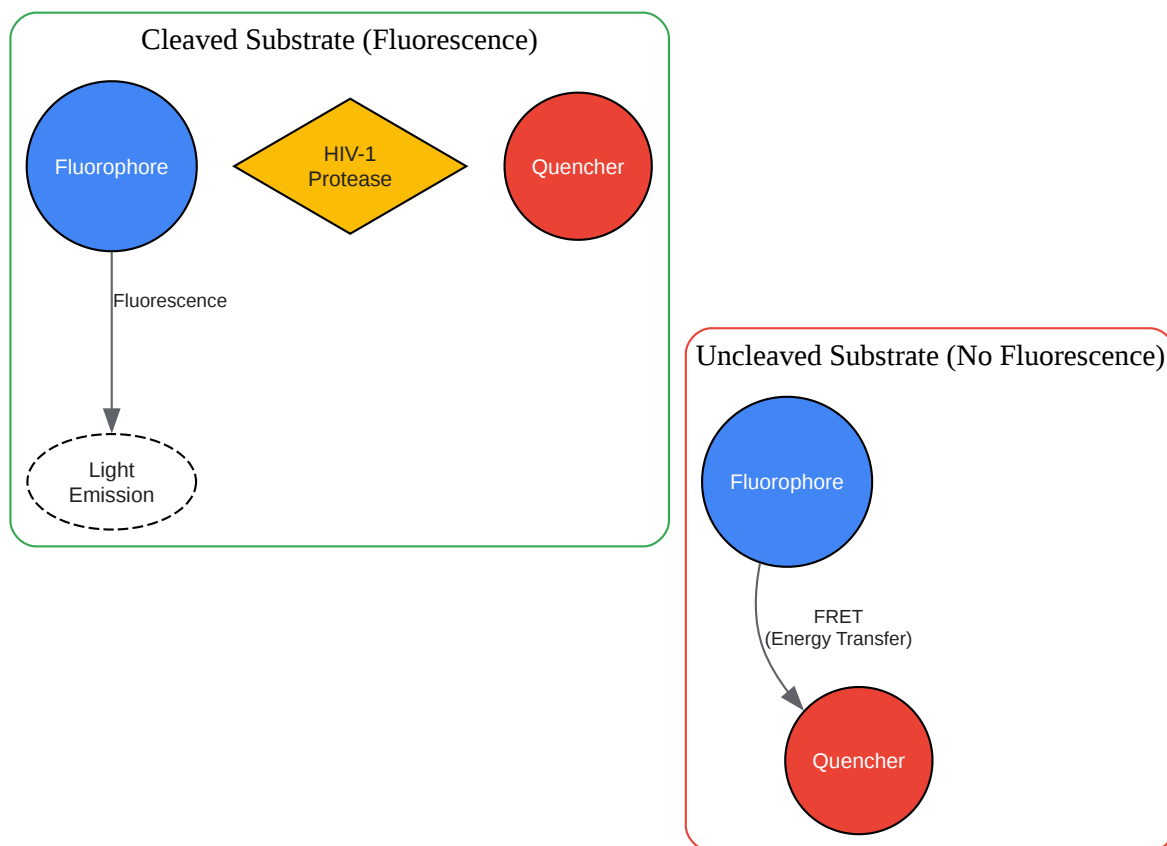 Cleaved Substrate (Fluorescence)
Fluorophore
HIV-1
Protease
Quencher
Fluorescence
Light
Emission
Uncleaved Substrate (No Fluorescence)
Fluorophore
FRET
(Energy Transfer)
Quencher